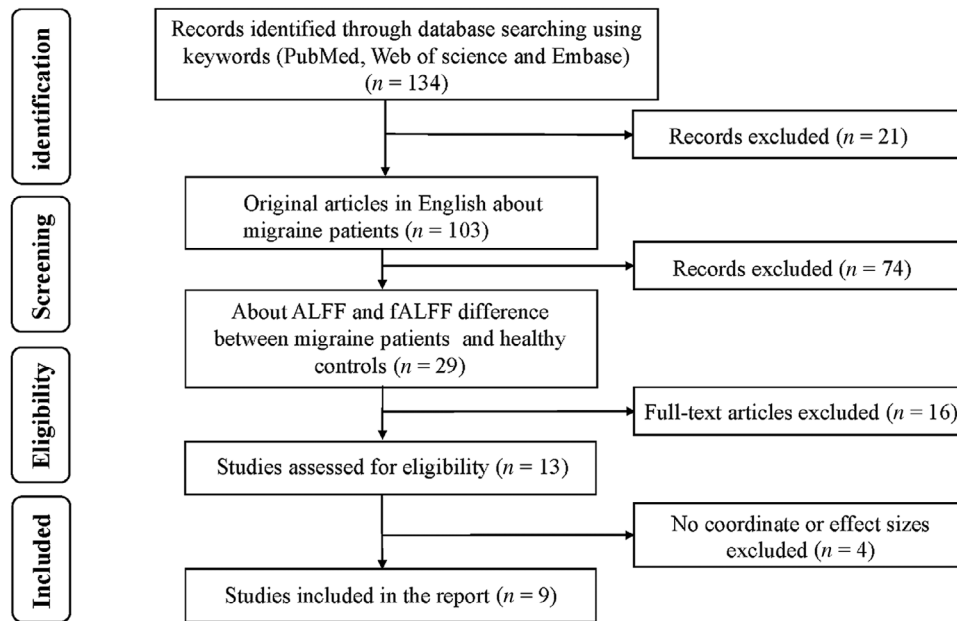 identification
Records identified through database searching using
keywords (PubMed, Web of science and Embase)
(n = 134)
Records excluded (n = 21)
Screening
Original articles in English about
migraine patients (n = 103)
Records excluded (n = 74)
About ALFF and fALFF difference
between migraine patients and healthy
controls (n = 29)
Eligibility
Full-text articles excluded (n = 16)
Studies assessed for eligibility (n = 13)
Included
No coordinate or effect sizes
excluded (n = 4)
Studies included in the report (n = 9)